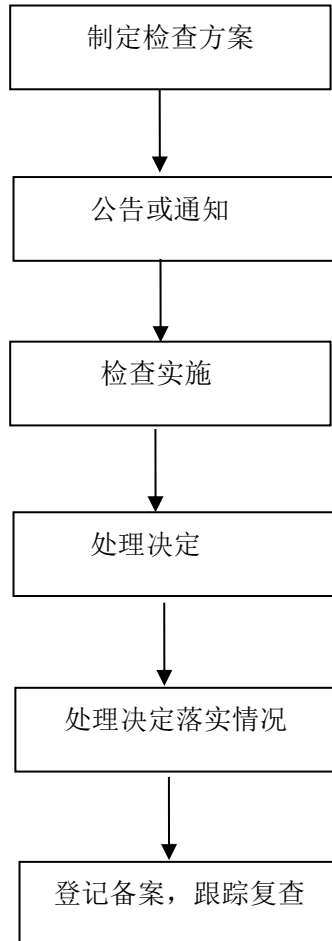 制定检查方案
公告或通知
检查实施
处理决定
处理决定落实情况
登记备案，跟踪复查